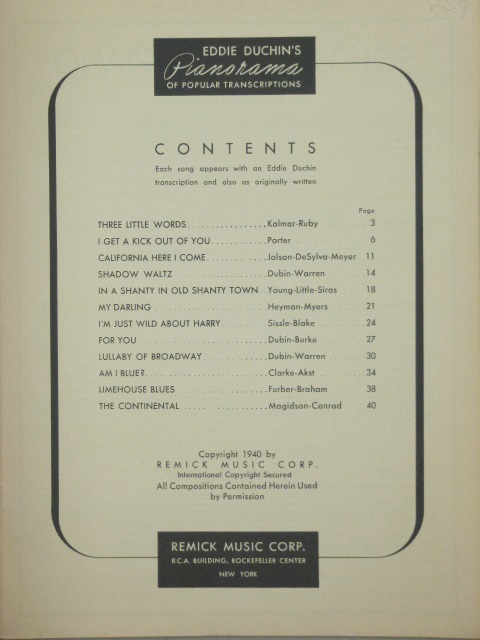 EDDIE DUCHIN'S
Pianorama
OF POPULAR TRANSCRIPTIONS
CONTENTS
Each song appears with an Eddie Duchin
transcription and also as originally written
Page
THREE LITTLE WORDS................Kalmar-Ruby 3
I GET A KICK OUT OF YOU...........Porter 6
CALIFORNIA HERE I COME............Jolson-DeSylva-Meyer 11
SHADOW WALTZ......................Dubin-Warren 14
IN A SHANTY IN OLD SHANTY TOWN. Young-Little-Siras 18
MY DARLING........................Heyman-Myers 21
I'M JUST WILD ABOUT HARRY.........Sissle-Blake 24
FOR YOU...........................Dubin-Burke 27
LULLABY OF BROADWAY...............Dubin-Warren 30
AM I BLUE?........................Clarke-Akst 34
LIMEHOUSE BLUES...................Furber-Braham 38
THE CONTINENTAL...................Magidson-Conrad 40
Copyright 1940 by
REMICK MUSIC CORP.
International Copyright Secured
All Compositions Contained Herein Used
by Permission
REMICK MUSIC CORP.
R.C.A. BUILDING, ROCKEFELLER CENTER
NEW YORK